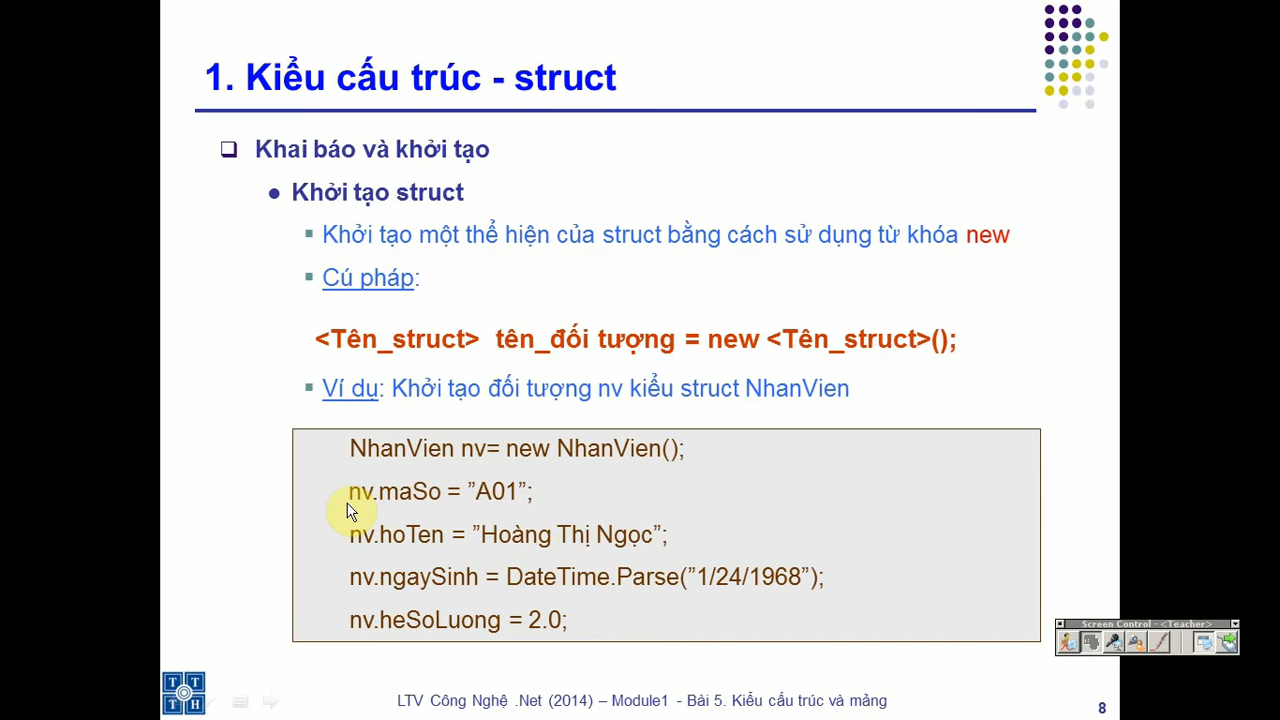 1. Kiểu cấu trúc - struct
Khai báo và khởi tạo
Khởi tạo struct
Khởi tạo một thể hiện của struct bằng cách sử dụng từ khóa new
Cú pháp:
<Tên_struct> tên_đối tượng = new <Tên_struct>();
Ví dụ: Khởi tạo đối tượng nv kiểu struct NhanVien
NhanVien nv= new NhanVien();
nv.maSo = ”A01”;
nv.hoTen = ”Hoàng Thị Ngọc”;
nv.ngaySinh = DateTime.Parse(”1/24/1968”);
nv.heSoLuong = 2.0;
Screen Control - <Teacher>
T T
T H
LTV Công Nghệ .Net (2014) – Module1 - Bài 5. Kiểu cấu trúc và mảng
8